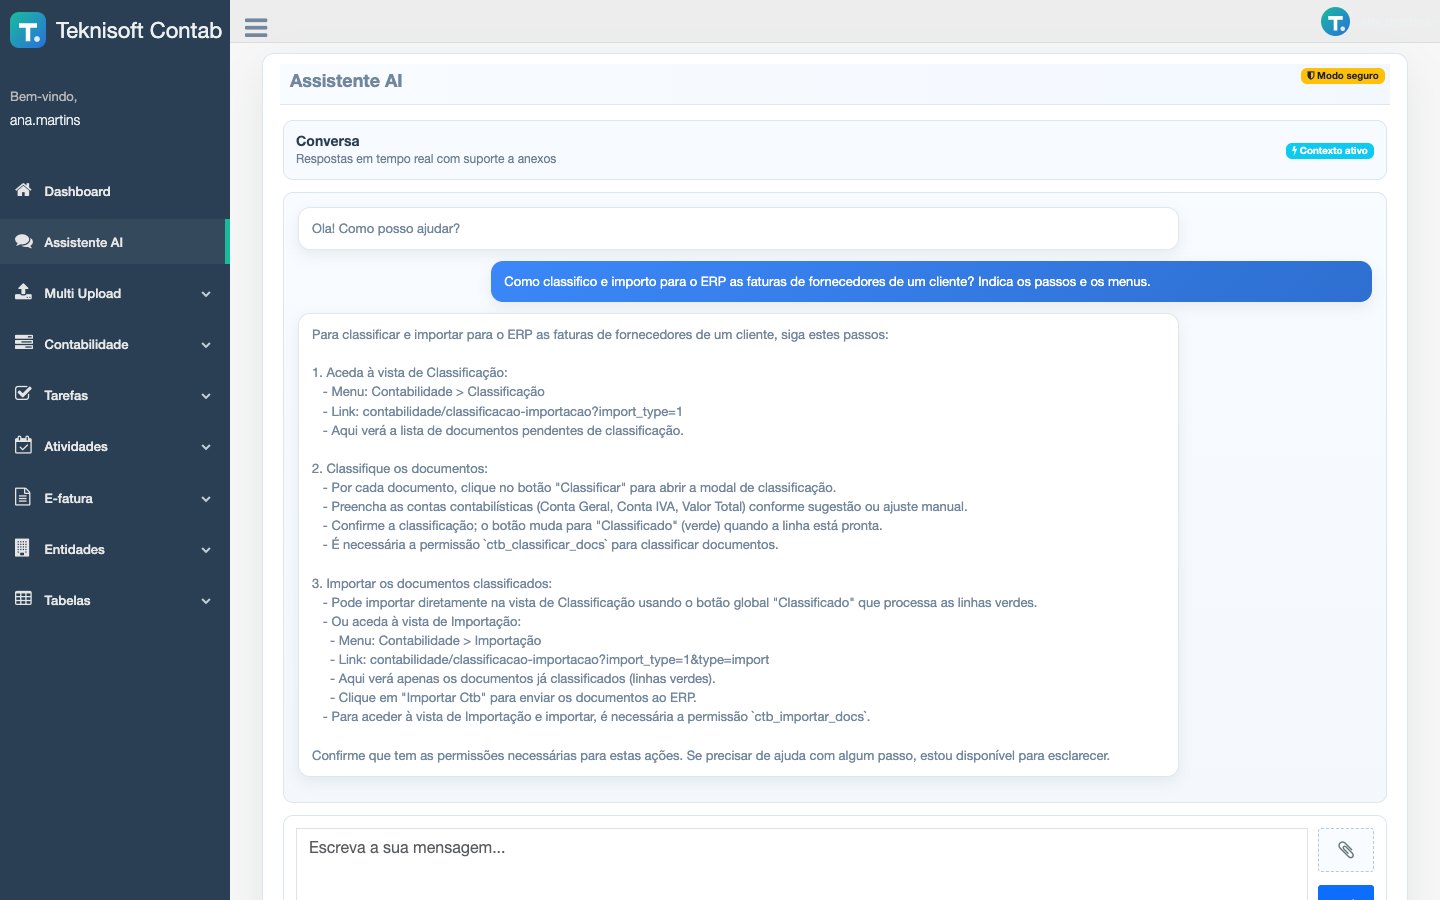 T.
Teknisoft Contab
T.
Bem-vindo,
ana.martins
Dashboard
Assistente AI
Multi Upload
Contabilidade
Tarefas
Atividades
E-fatura
Entidades
Tabelas
Assistente AI
Modo seguro
Conversa
Respostas em tempo real com suporte a anexos
Contexto ativo
Ola! Como posso ajudar?
Como classifico e importo para o ERP as faturas de fornecedores de um cliente? Indica os passos e os menus.
Para classificar e importar para o ERP as faturas de fornecedores de um cliente, siga estes passos:
1. Aceda à vista de Classificação:
- Menu: Contabilidade > Classificação
- Link: contabilidade/classificacao-importacao?import_type=1
- Aqui verá a lista de documentos pendentes de classificação.
2. Classifique os documentos:
- Por cada documento, clique no botão "Classificar" para abrir a modal de classificação.
- Preencha as contas contabilísticas (Conta Geral, Conta IVA, Valor Total) conforme sugestão ou ajuste manual.
- Confirme a classificação; o botão muda para "Classificado" (verde) quando a linha está pronta.
- É necessária a permissão `ctb_classificar_docs` para classificar documentos.
3. Importar os documentos classificados:
- Pode importar diretamente na vista de Classificação usando o botão global "Classificado" que processa as linhas verdes.
- Ou aceda à vista de Importação:
- Menu: Contabilidade > Importação
- Link: contabilidade/classificacao-importacao?import_type=1&type=import
- Aqui verá apenas os documentos já classificados (linhas verdes).
- Clique em "Importar Ctb" para enviar os documentos ao ERP.
- Para aceder à vista de Importação e importar, é necessária a permissão `ctb_importar_docs`.
Confirme que tem as permissões necessárias para estas ações. Se precisar de ajuda com algum passo, estou disponível para esclarecer.
Escreva a sua mensagem...